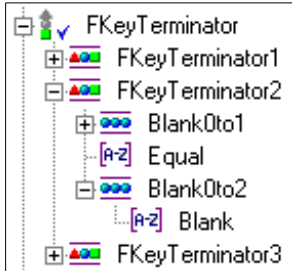 FKeyTerminator
FKeyTerminator1
FKeyTerminator2
Blank0to1
[A-Z] Equal
Blank0to2
[A-Z] Blank
FKeyTerminator3